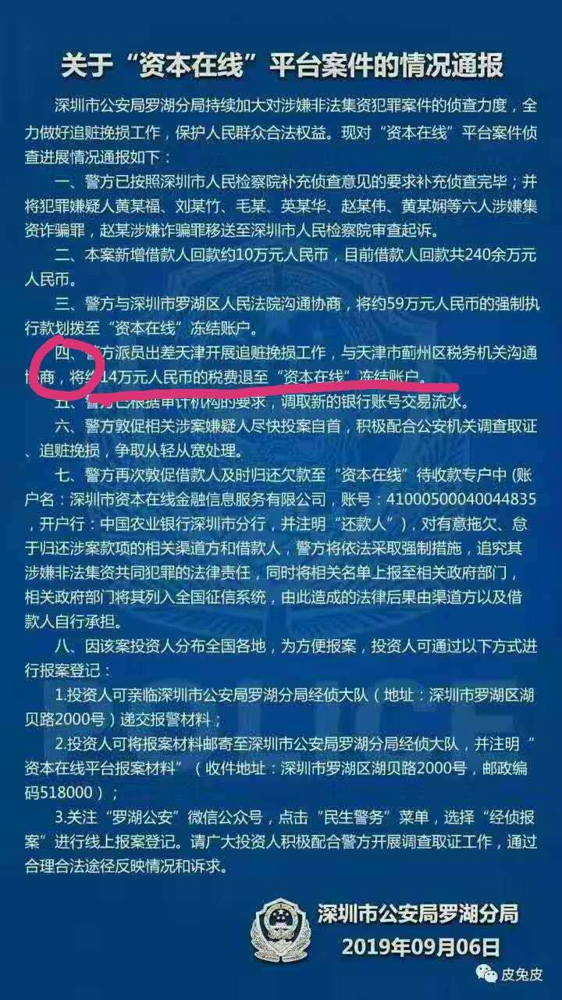 关于“资本在线”平台案件的情况通报
深圳市公安局罗湖分局持续加大对涉嫌非法集资犯罪案件的侦查力度，全
力做好追赃挽损工作，保护人民群众合法权益。现对“资本在线”平台案件侦
查进展情况通报如下：
一、警方已按照深圳市人民检察院补充侦查意见的要求补充侦查完毕；并
将犯罪嫌疑人黄某福、刘某竹、毛某、英某华、赵某伟、黄某娴等六人涉嫌集
资诈骗罪，赵某涉嫌诈骗罪移送至深圳市人民检察院审查起诉。
二、本案新增借款人回款约10万元人民币，目前借款人回款共240余万元
人民币。
三、警方与深圳市罗湖区人民法院沟通协商，将约59万元人民币的强制执
行款划拨至“资本在线”冻结账户。
四、警方派员出差天津开展追赃挽损工作，与天津市蓟州区税务机关沟通
协商，将约14万元人民币的税费退至“资本在线”冻结账户。
五、警方已根据审计机构的要求，调取新的银行账号交易流水。
六、警方敦促相关涉案嫌疑人尽快投案自首，积极配合公安机关调查取证
、追赃挽损，争取从轻从宽处理。
七、警方再次敦促借款人及时归还欠款至“资本在线”待收款专户中(账
户名：深圳市资本在线金融信息服务有限公司，账号：41000500040044835
，开户行：中国农业银行深圳市分行，并注明“还款人”)，对有意拖欠、怠
于归还涉案款项的相关渠道方和借款人，警方将依法采取强制措施，追究其
涉嫌非法集资共同犯罪的法律责任，同时将相关名单上报至相关政府部门，
相关政府部门将其列入全国征信系统，由此造成的法律后果由渠道方以及借
款人自行承担。
八、因该案投资人分布全国各地，为方便报案，投资人可通过以下方式进
行报案登记：
1.投资人可亲临深圳市公安局罗湖分局经侦大队（地址：深圳市罗湖区湖
贝路2000号）递交报警材料；
2.投资人可将报案材料邮寄至深圳市公安局罗湖分局经侦大队，并注明“
资本在线平台报案材料”（收件地址：深圳市罗湖区湖贝路2000号，邮政编
码518000）；
3.关注“罗湖公安”微信公众号，点击“民生警务”菜单，选择“经侦报
案”进行线上报案登记。请广大投资人积极配合警方开展调查取证工作，通过
合理合法途径反映情况和诉求。
深圳市公安局罗湖分局
2019年09月06日
皮兔皮
POLICE